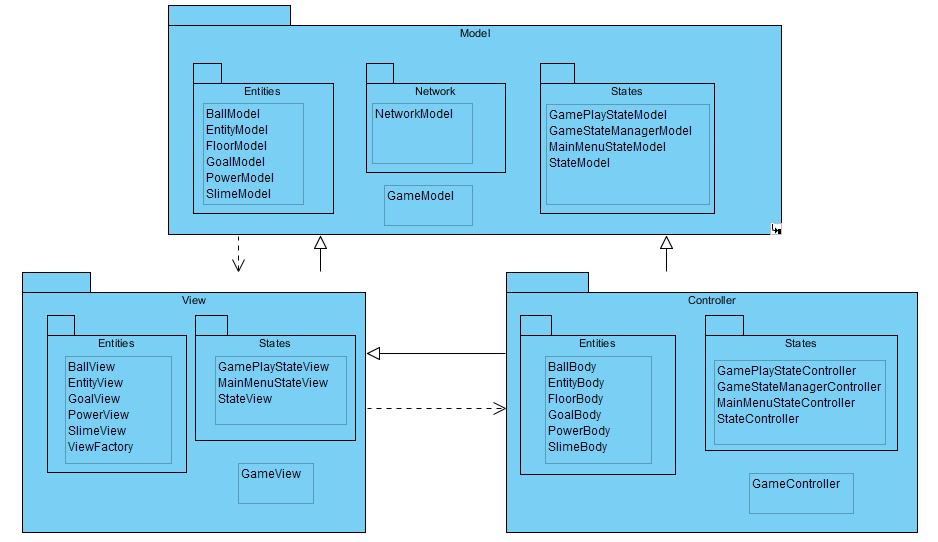 Model
Entities
BallModel
EntityModel
FloorModel
GoalModel
PowerModel
SlimeModel
Network
NetworkModel
GameModel
States
GamePlayStateModel
GameStateManagerModel
MainMenuStateModel
StateModel
View
Entities
BallView
EntityView
GoalView
PowerView
SlimeView
ViewFactory
States
GamePlayStateView
MainMenuStateView
StateView
GameView
Controller
Entities
BallBody
EntityBody
FloorBody
GoalBody
PowerBody
SlimeBody
States
GamePlayStateController
GameStateManagerController
MainMenuStateController
StateController
GameController